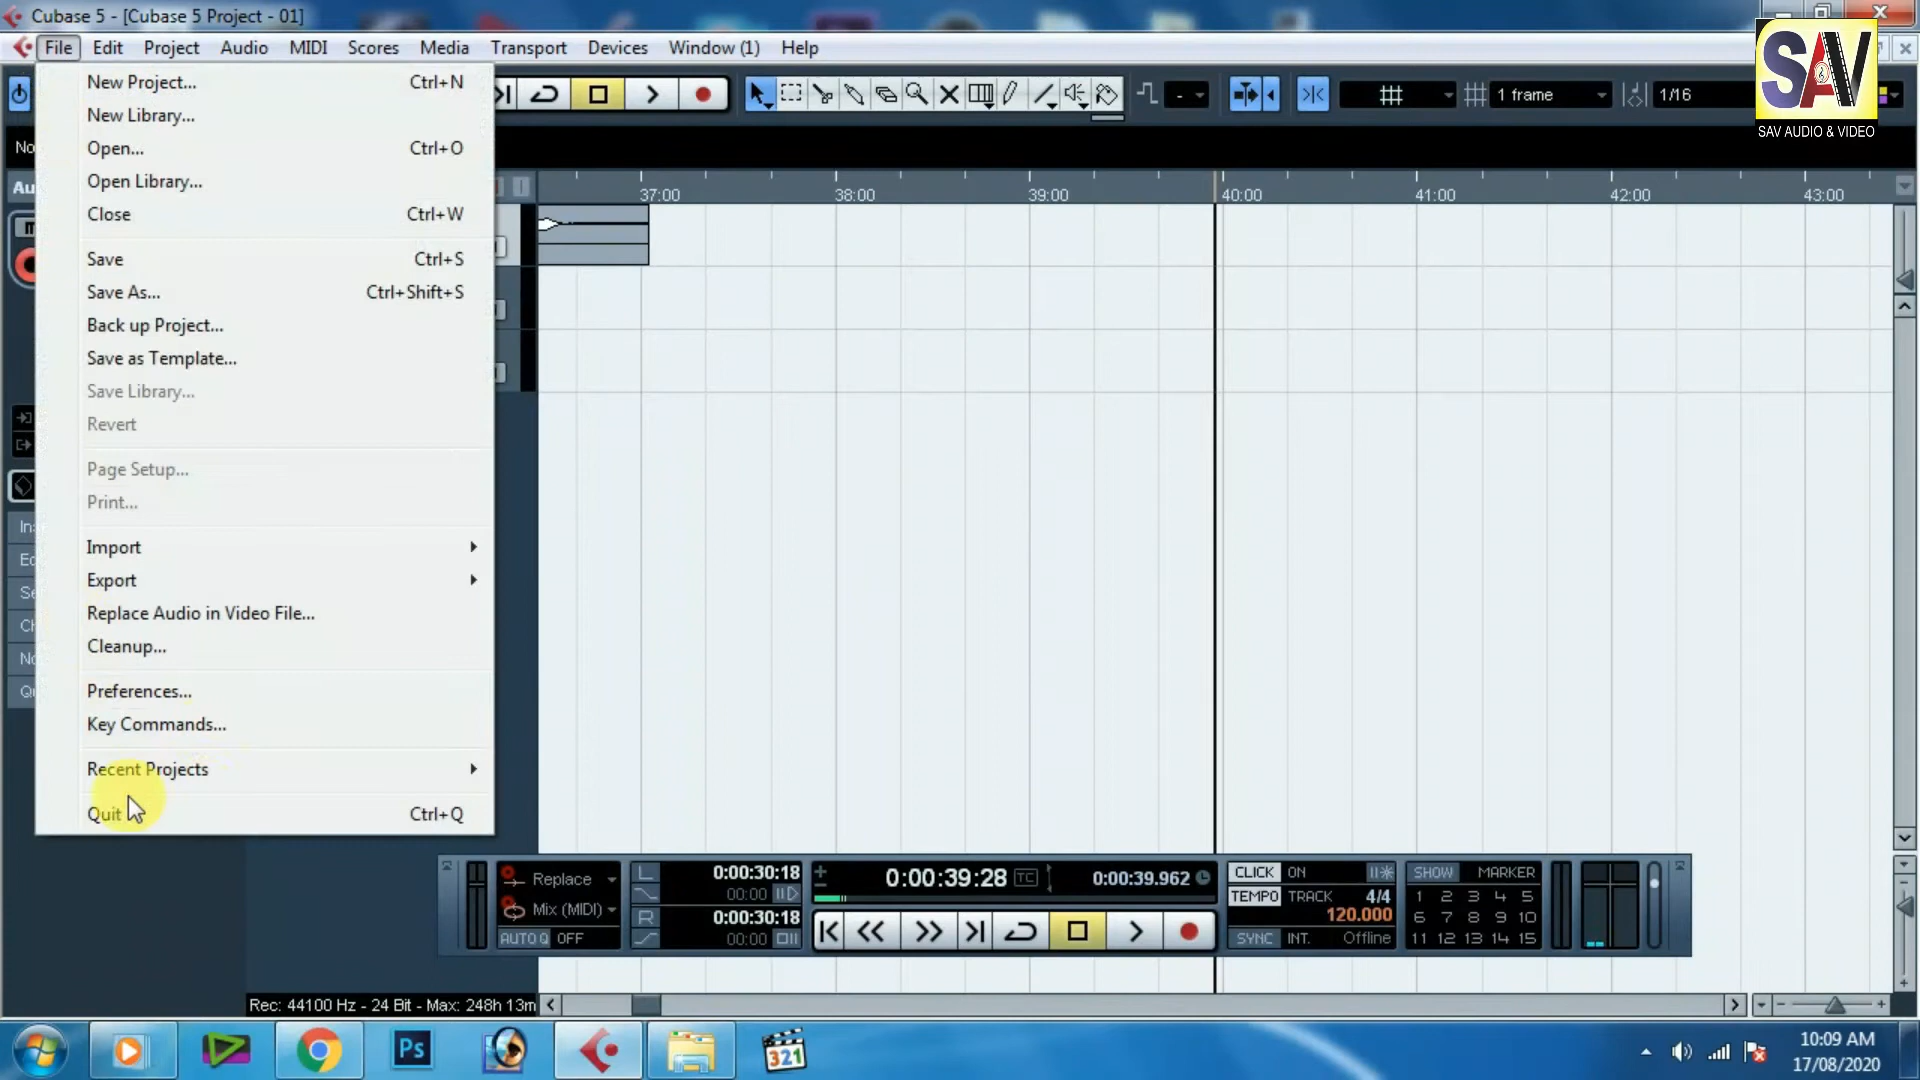 Cubase 5 - [Cubase 5 Project - 01]
File Edit Project Audio MIDI Scores Media Transport Devices Window (1) Help
SAV
SAV AUDIO & VIDEO
New Project... Ctrl+N
New Library...
Open... Ctrl+O
Open Library...
Close Ctrl+W
Save Ctrl+S
Save As... Ctrl+Shift+S
Back up Project...
Save as Template...
Save Library...
Revert
Page Setup...
Print...
Import
Export
Replace Audio in Video File...
Cleanup...
Preferences...
Key Commands...
Recent Projects
Quit Ctrl+Q
- 1 frame 1/16
37:00 38:00 39:00 40:00 41:00 42:00 43:00
Replace
Mix (MIDI)
AUTO Q OFF
L 0:00:30:18
00:00
R 0:00:30:18
00:00
0:00:39:28 TC 0:00:39.962
CLICK ON
TEMPO TRACK 4/4
120.000
SYNC INT. Offline
SHOW MARKER
1 2 3 4 5
6 7 8 9 10
11 12 13 14 15
Rec: 44100 Hz - 24 Bit - Max: 248h 13m
Ps
321
10:09 AM
17/08/2020